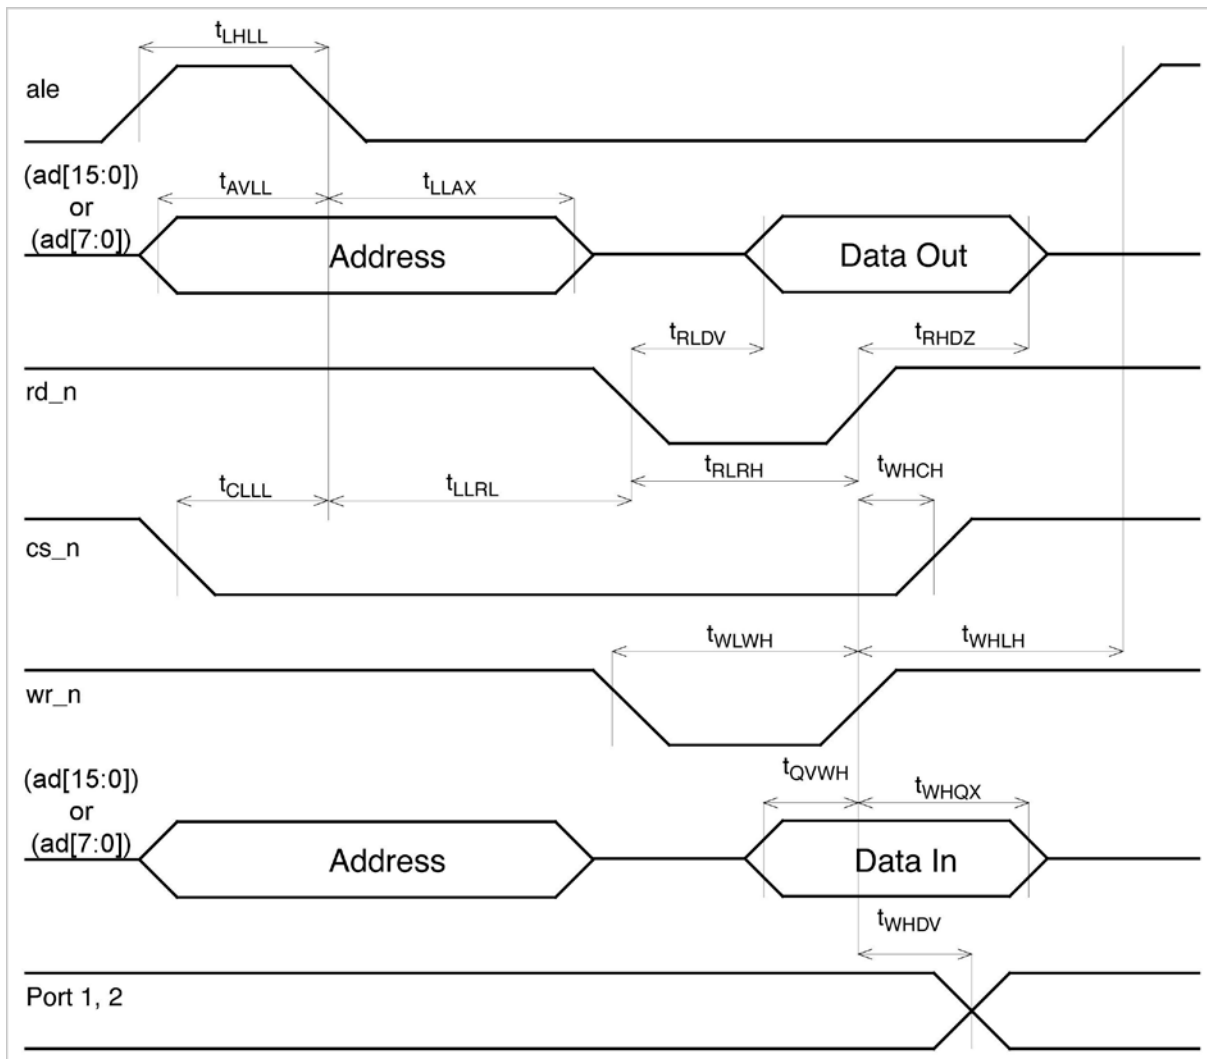 tLHLL
ale
(ad[15:0])
or
(ad[7:0])
tAVLL
tLLAX
Address
Data Out
tRLDV
tRHDZ
rd_n
tRLRH
tWHCH
tCLLL
tLLRL
cs_n
tWLWH
tWHLH
wr_n
tQVWH
tWHQX
(ad[15:0])
or
(ad[7:0])
Address
Data In
tWHDV
Port 1, 2